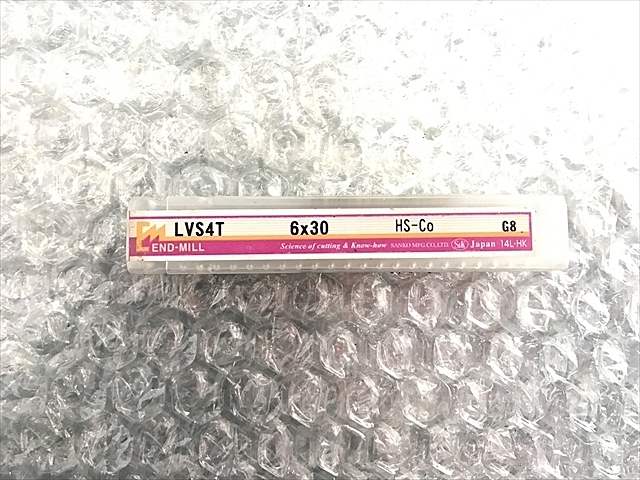 EM LVS4T 6x30 HS-Co G8
END-MILL Science of cutting & Know-how SANKO MFG.CO.,LTD. Japan 14L-HK